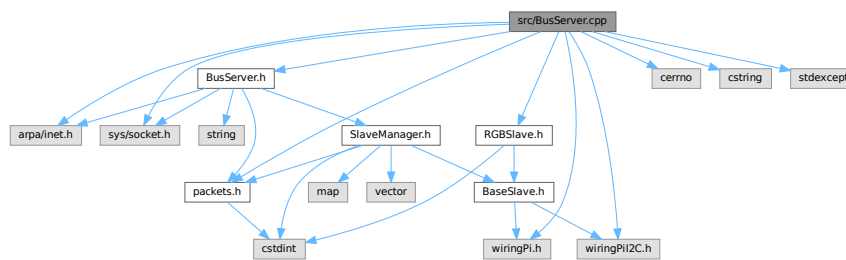 src/BusServer.cpp
BusServer.h
cerrno
cstring
stdexcept
arpa/inet.h
sys/socket.h
string
SlaveManager.h
RGBSlave.h
packets.h
map
vector
BaseSlave.h
cstdint
wiringPi.h
wiringPiI2C.h